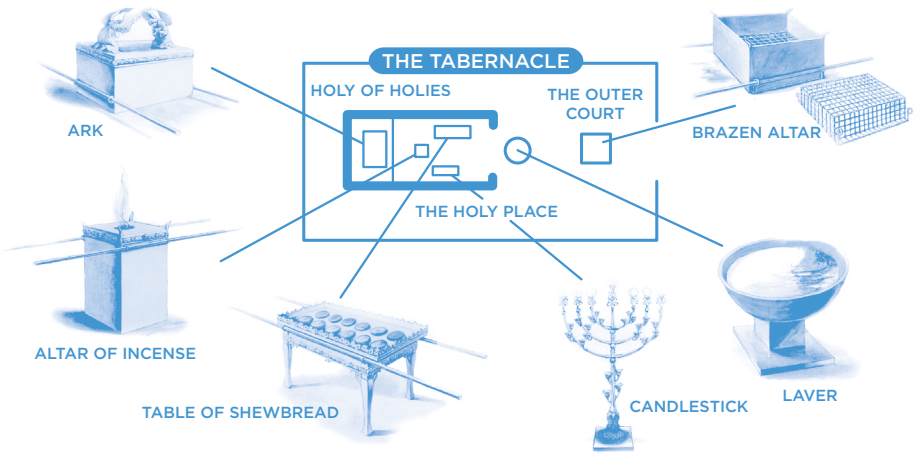 THE TABERNACLE
HOLY OF HOLIES
THE OUTER
COURT
ARK
BRAZEN ALTAR
THE HOLY PLACE
ALTAR OF INCENSE
TABLE OF SHEWBREAD
CANDLESTICK
LAVER